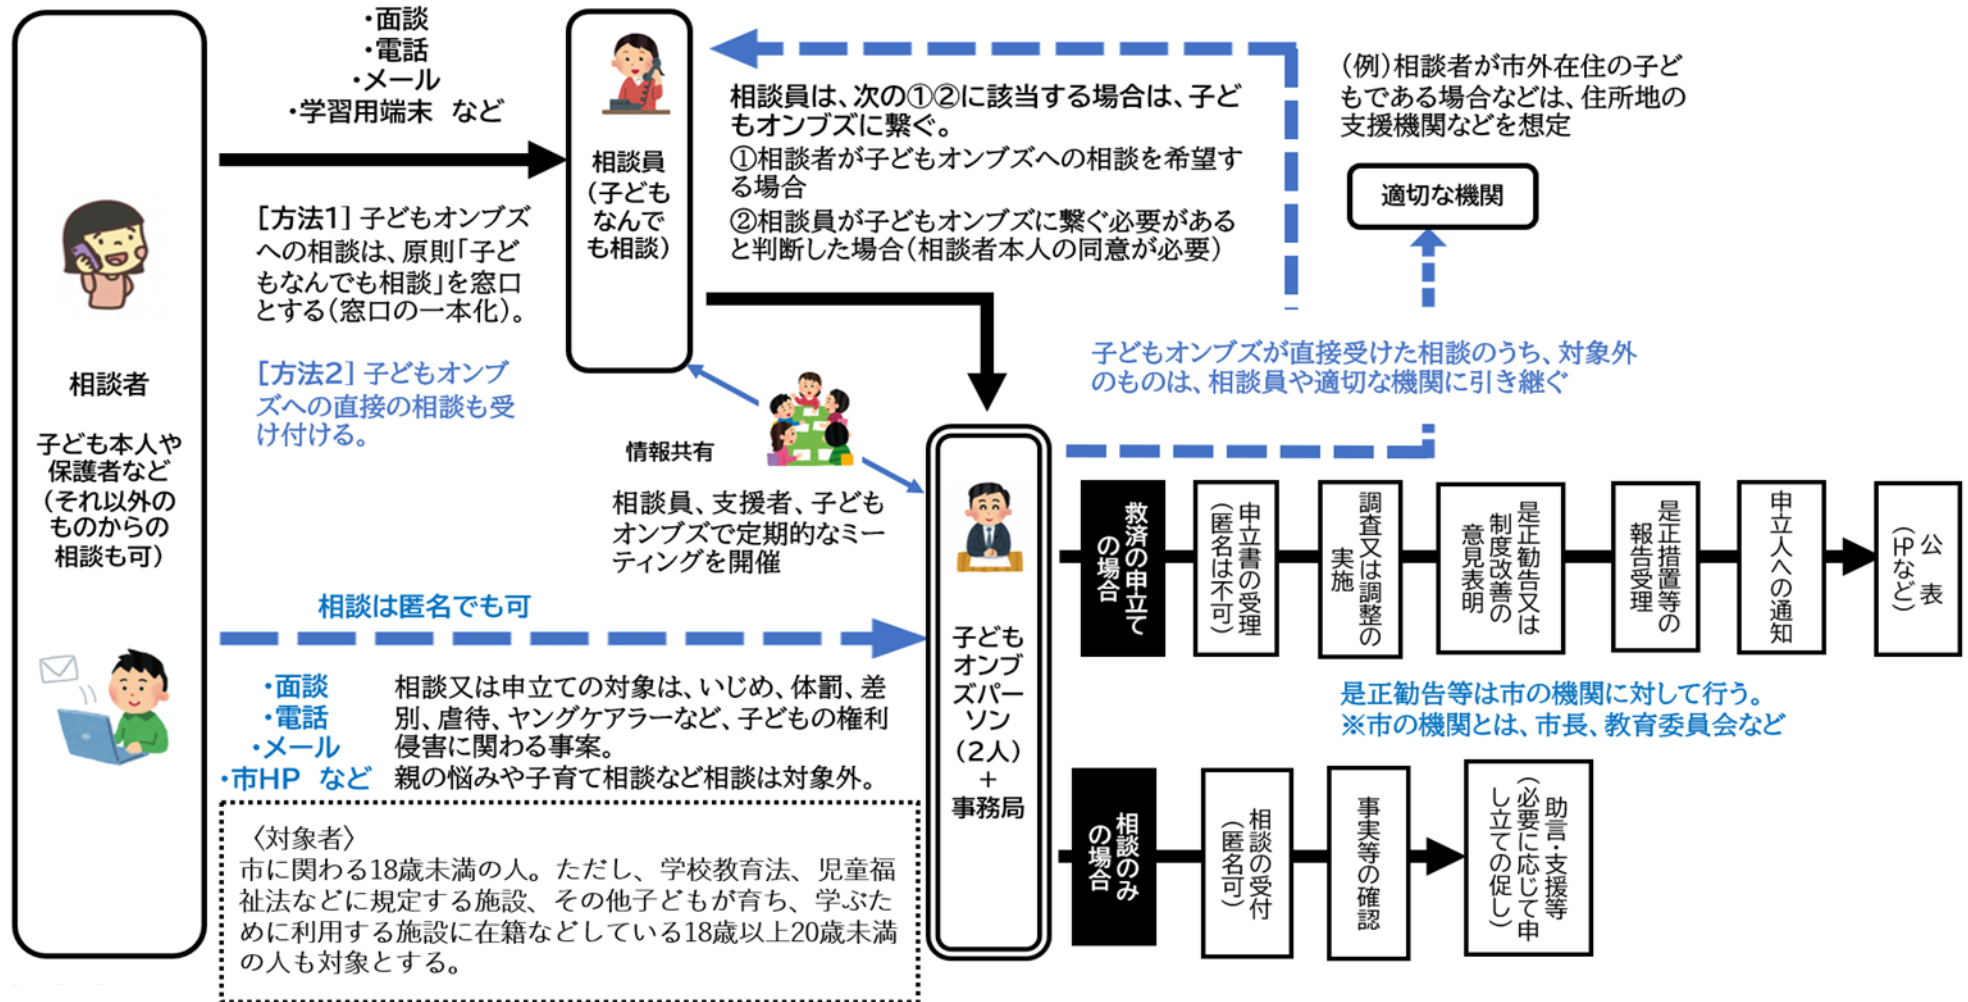 ・面談
・電話
・メール
・学習用端末　など
[方法1] 子どもオンブズ
への相談は、原則「子ど
もなんでも相談」を窓口
とする（窓口の一本化）。
[方法2] 子どもオンブ
ズへの直接の相談も受
け付ける。
相談者
子ども本人や
保護者など
（それ以外の
ものからの
相談も可）
相談員
（子ども
なんで
も相談）
相談員は、次の①②に該当する場合は、子ど
もオンブズに繋ぐ。
①相談者が子どもオンブズへの相談を希望す
る場合
②相談員が子どもオンブズに繋ぐ必要がある
と判断した場合（相談者本人の同意が必要）
（例）相談者が市外在住の子ど
もである場合などは、住所地の
支援機関などを想定
適切な機関
子どもオンブズが直接受けた相談のうち、対象外
のものは、相談員や適切な機関に引き継ぐ
情報共有
相談員、支援者、子ども
オンブズで定期的なミー
ティングを開催
相談は匿名でも可
・面談
・電話
・メール
・市HP　など
相談又は申立ての対象は、いじめ、体罰、差
別、虐待、ヤングケアラーなど、子どもの権利
侵害に関わる事案。
親の悩みや子育て相談など相談は対象外。
〈対象者〉
市に関わる18歳未満の人。ただし、学校教育法、児童福
祉法などに規定する施設、その他子どもが育ち、学ぶた
めに利用する施設に在籍などしている18歳以上20歳未満
の人も対象とする。
子ども
オンブ
ズパー
ソン
（2人）
＋
事務局
救済の申立て
の場合
申立書の受理
（匿名は不可）
調査又は調整の
実施
是正勧告又は
制度改善の
意見表明
是正措置等の
報告受理
申立人への通知
公　表
（HPなど）
是正勧告等は市の機関に対して行う。
※市の機関とは、市長、教育委員会など
相談のみ
の場合
相談の受付
（匿名可）
事実等の確認
助言・支援等
（必要に応じて申
し立ての促し）